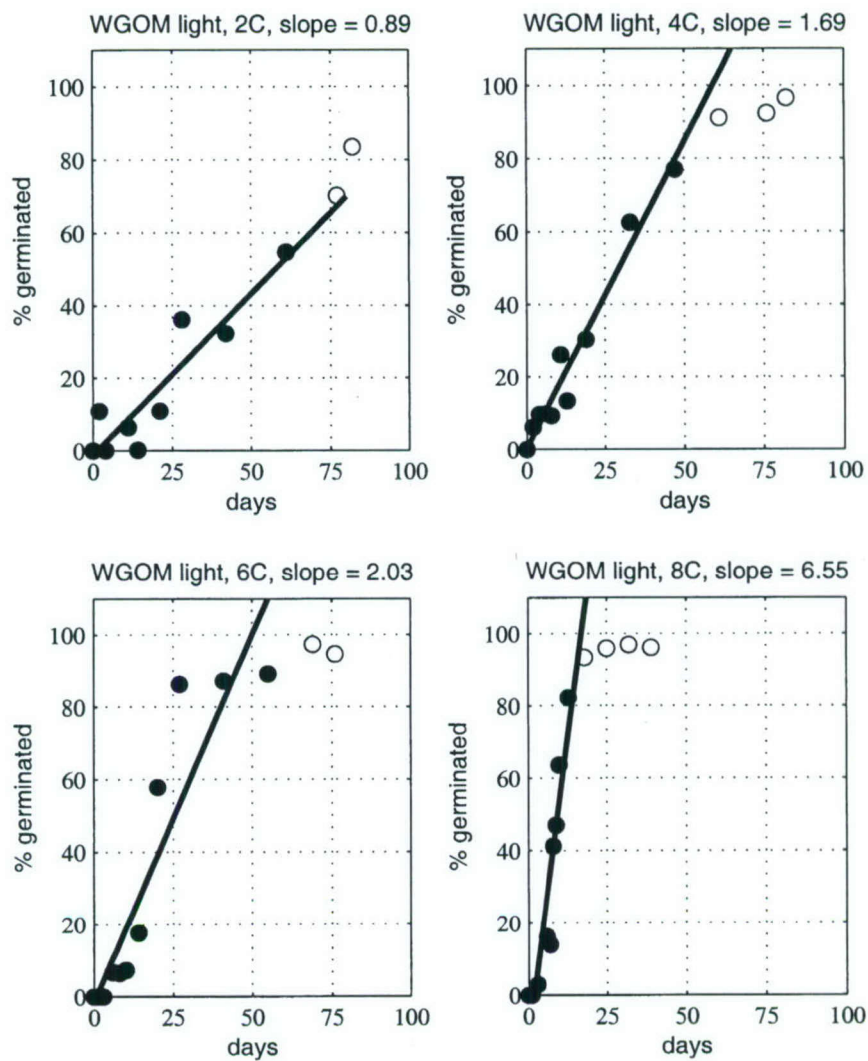 WGOM light, 2C, slope = 0.89
100
80
60
40
20
0
% germinated
0 25 50 75 100
days
WGOM light, 4C, slope = 1.69
100
80
60
40
20
0
% germinated
0 25 50 75 100
days
WGOM light, 6C, slope = 2.03
100
80
60
40
20
0
% germinated
0 25 50 75 100
days
WGOM light, 8C, slope = 6.55
100
80
60
40
20
0
% germinated
0 25 50 75 100
days